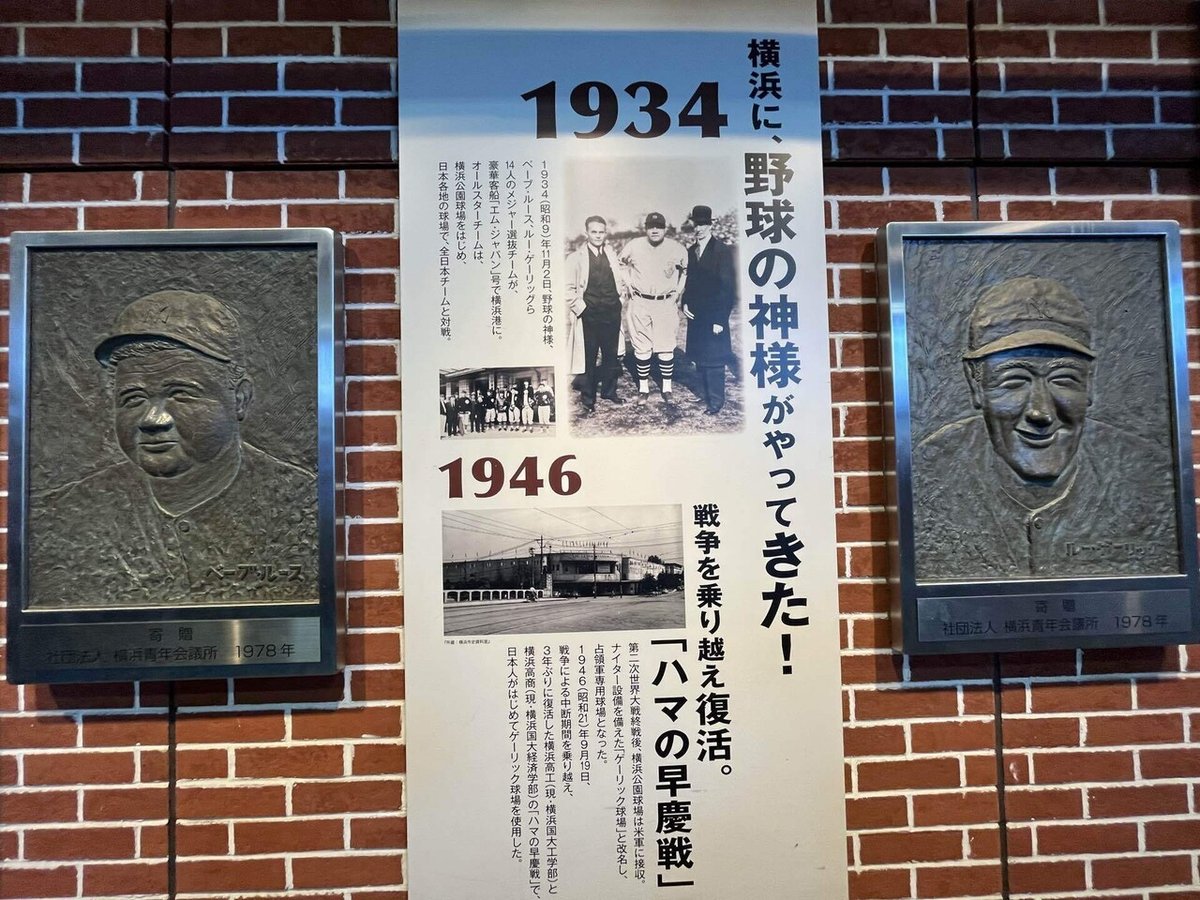 横浜に、野球の神様がやってきた!
1934
1934(昭和9)年11月2日、野球の神様、
ベーブ・ルース、ルー・ゲーリッグら
14人のメジャー選抜チームが、
豪華客船「エム・ジャパン」号で横浜港に。
オールスターチームは、
横浜公園球場をはじめ、
日本各地の球場で、全日本チームと対戦。
1946
戦争を乗り越え復活。
「ハマの早慶戦」
「所蔵:横浜市史資料室」
第二次世界大戦終戦後、横浜公園球場は米軍に接収。
ナイター設備を備えた「ゲーリック球場」と改名し、
占領軍専用球場となった。
1946(昭和21)年9月19日、
戦争による中断期間を乗り越え、
3年ぶりに復活した横浜高工(現・横浜国大工学部)と
横浜高商(現・横浜国大経済学部)の「ハマの早慶戦」で、
日本人がはじめてゲーリック球場を使用した。
ベーブ・ルース
寄贈
社団法人 横浜青年会議所 1978年
ルー・ゲーリック
寄贈
社団法人 横浜青年会議所 1978年